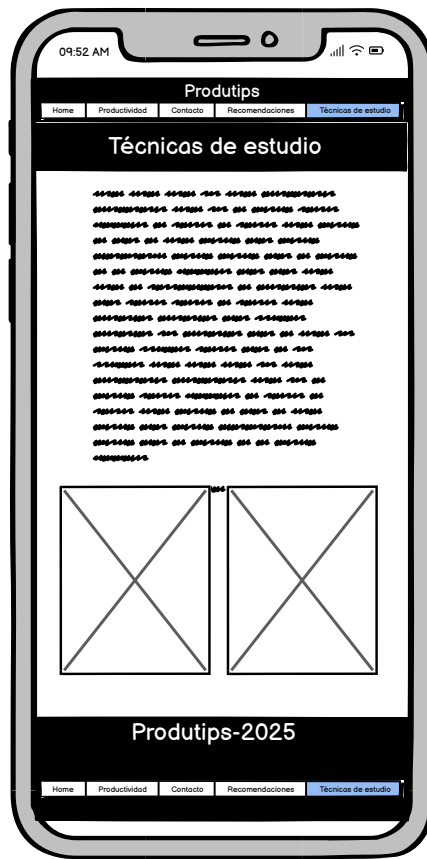 09:52 AM
Produtips
Home Productividad Contacto Recomendaciones Técnicas de estudio
Técnicas de estudio
Produtips-2025
Home Productividad Contacto Recomendaciones Técnicas de estudio